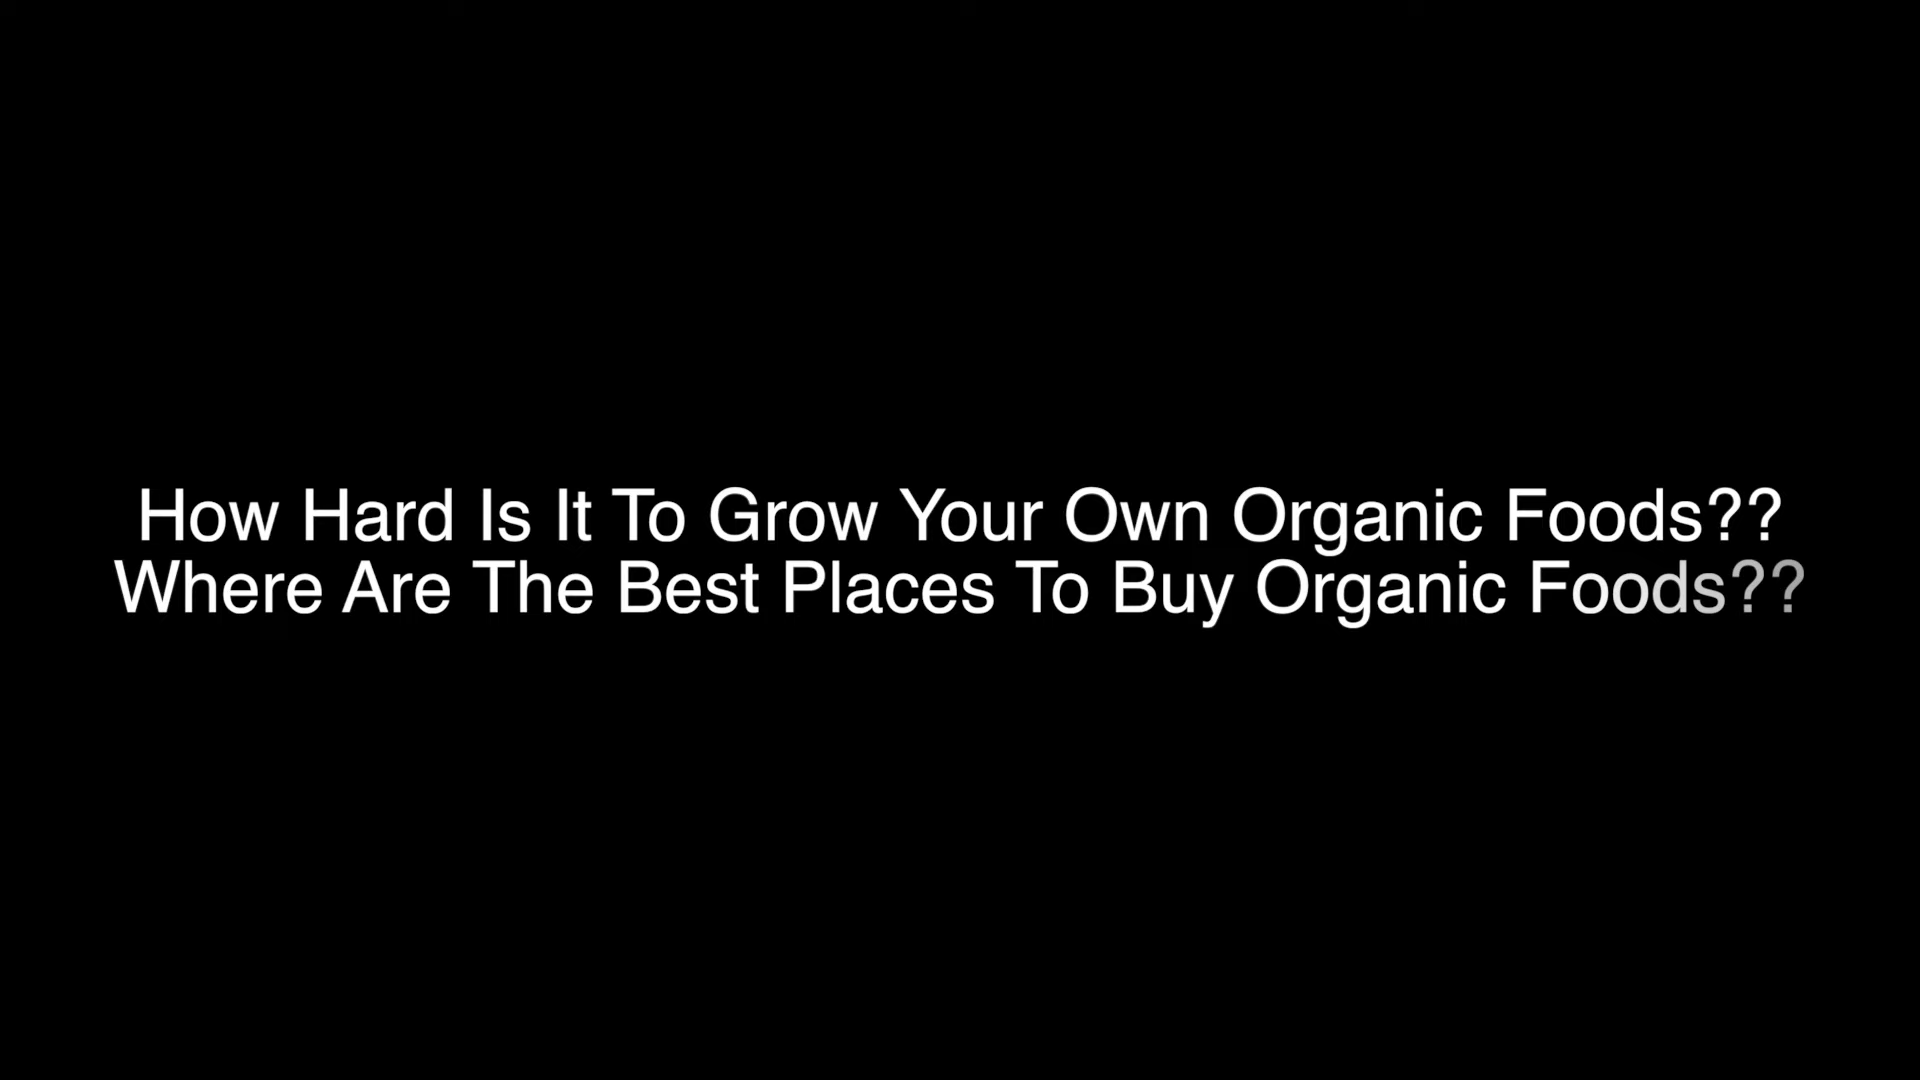 How Hard Is It To Grow Your Own Organic Foods??
Where Are The Best Places To Buy Organic Foods??